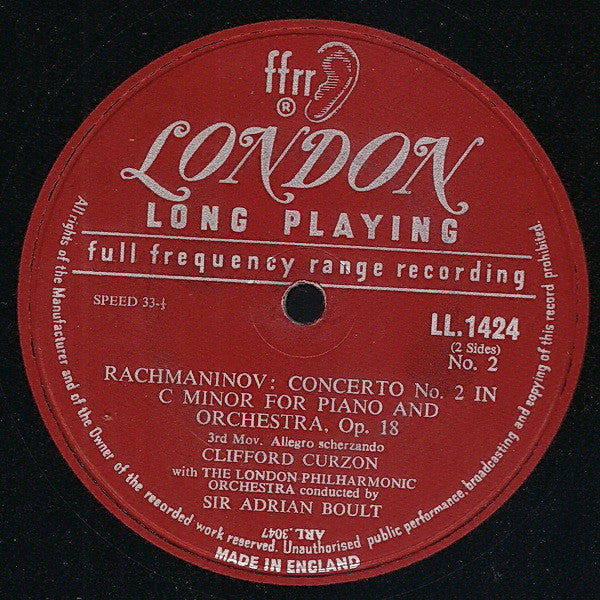 ffrr
®
LONDON
LONG PLAYING
full frequency range recording
SPEED 33-⅓
LL.1424
(2 Sides)
No. 2
RACHMANINOV: CONCERTO No. 2 IN
C MINOR FOR PIANO AND
ORCHESTRA, Op. 18
3rd Mov. Allegro scherzando
CLIFFORD CURZON
with THE LONDON PHILHARMONIC
ORCHESTRA conducted by
SIR ADRIAN BOULT
ARL.3047
All rights of the Manufacturer and of the Owner of the recorded work reserved. Unauthorised public performance, broadcasting and copying of this record prohibited.
MADE IN ENGLAND